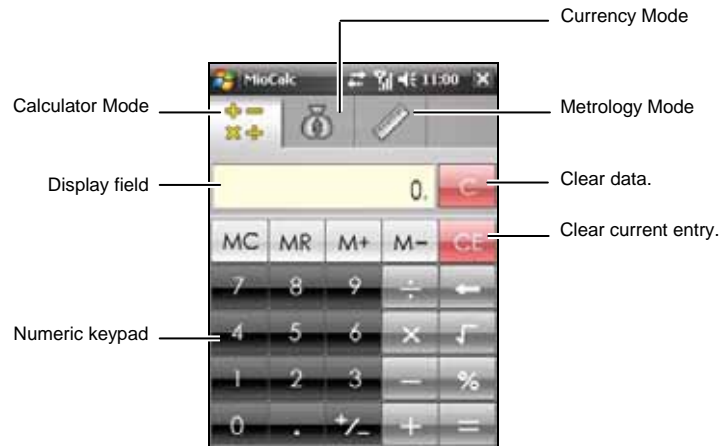 Currency Mode
MioCalc 11:00
Calculator Mode
Metrology Mode
Display field
0. C
Clear data.
MC MR M+ M- CE
Clear current entry.
7 8 9 ÷ ←
Numeric keypad
4 5 6 × √
1 2 3 − %
0 . +/- + =